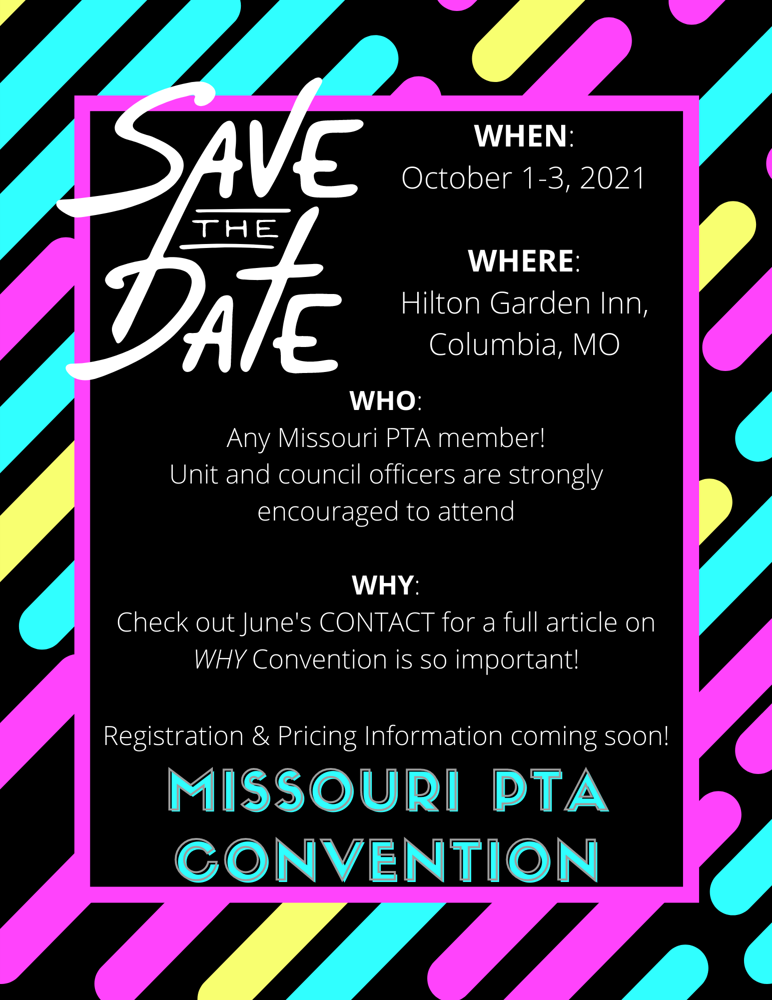 SAVE
THE
DATE
WHEN:
October 1-3, 2021
WHERE:
Hilton Garden Inn,
Columbia, MO
WHO:
Any Missouri PTA member!
Unit and council officers are strongly
encouraged to attend
WHY:
Check out June's CONTACT for a full article on
WHY Convention is so important!
Registration & Pricing Information coming soon!
MISSOURI PTA
CONVENTION